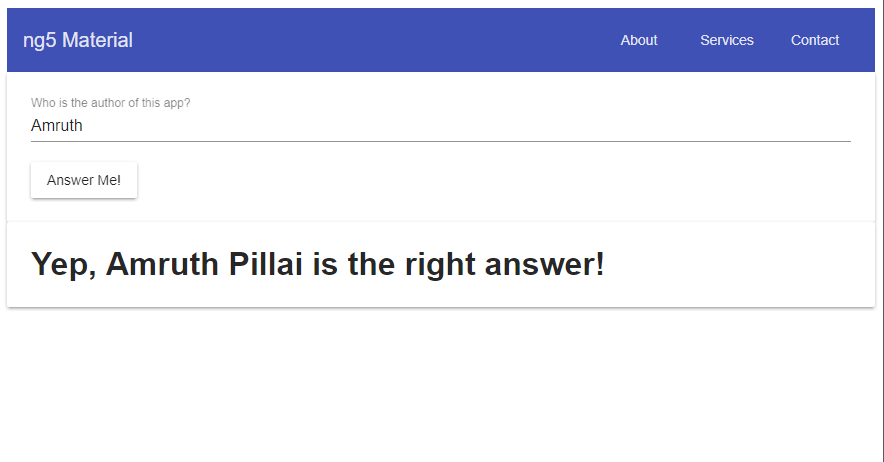 ng5 Material About Services Contact
Who is the author of this app?
Amruth
Answer Me!
Yep, Amruth Pillai is the right answer!